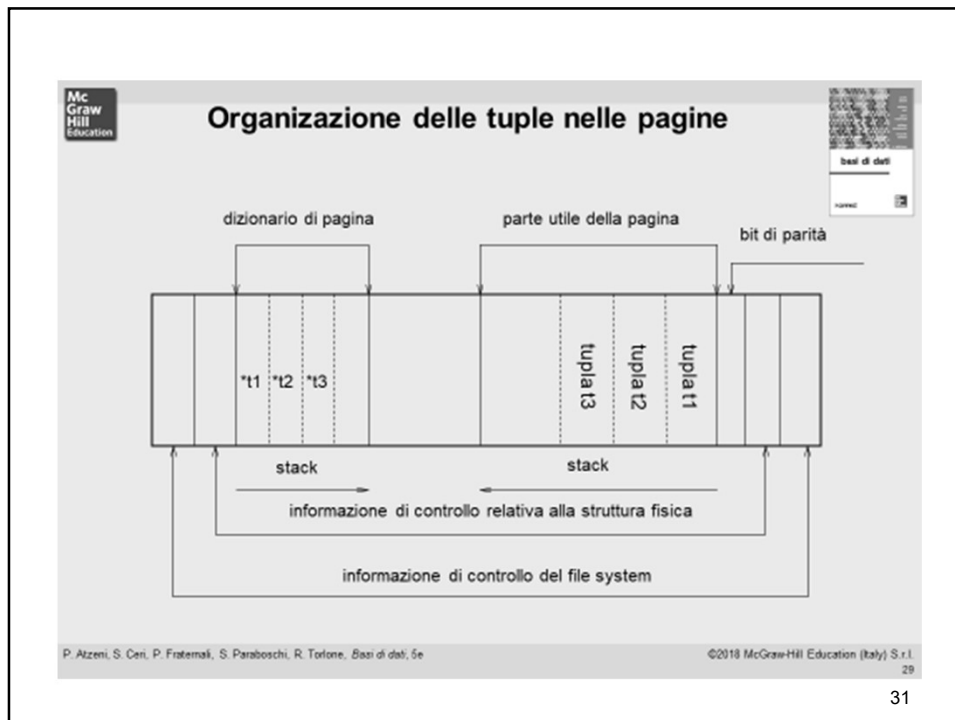 Mc
Graw
Hill
Education
Organizazione delle tuple nelle pagine
basi di dati
dizionario di pagina
parte utile della pagina
bit di parità
*t1 *t2 *t3
tupla t3
tupla t2
tupla t1
stack
stack
informazione di controllo relativa alla struttura fisica
informazione di controllo del file system
P. Atzeni, S. Ceri, P. Fraternali, S. Paraboschi, R. Torlone, Basi di dati, 5e
©2018 McGraw-Hill Education (Italy) S.r.l.
29
31